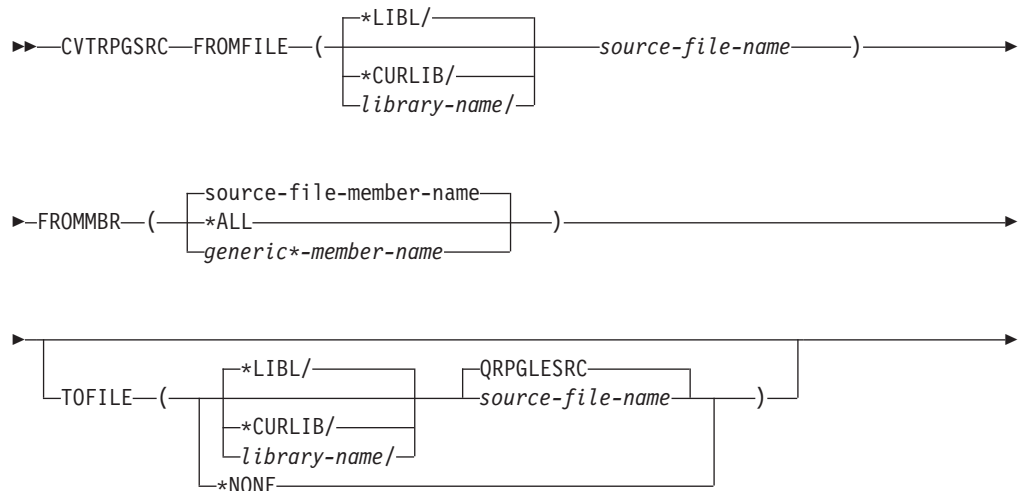 *LIBL/
CVTRPGSRC FROMFILE ( source-file-name )
*CURLIB/
library-name/
source-file-member-name
FROMMBR ( *ALL )
generic*-member-name
*LIBL/ QRPGLESRC
TOFILE ( source-file-name )
*CURLIB/
library-name/
*NONE